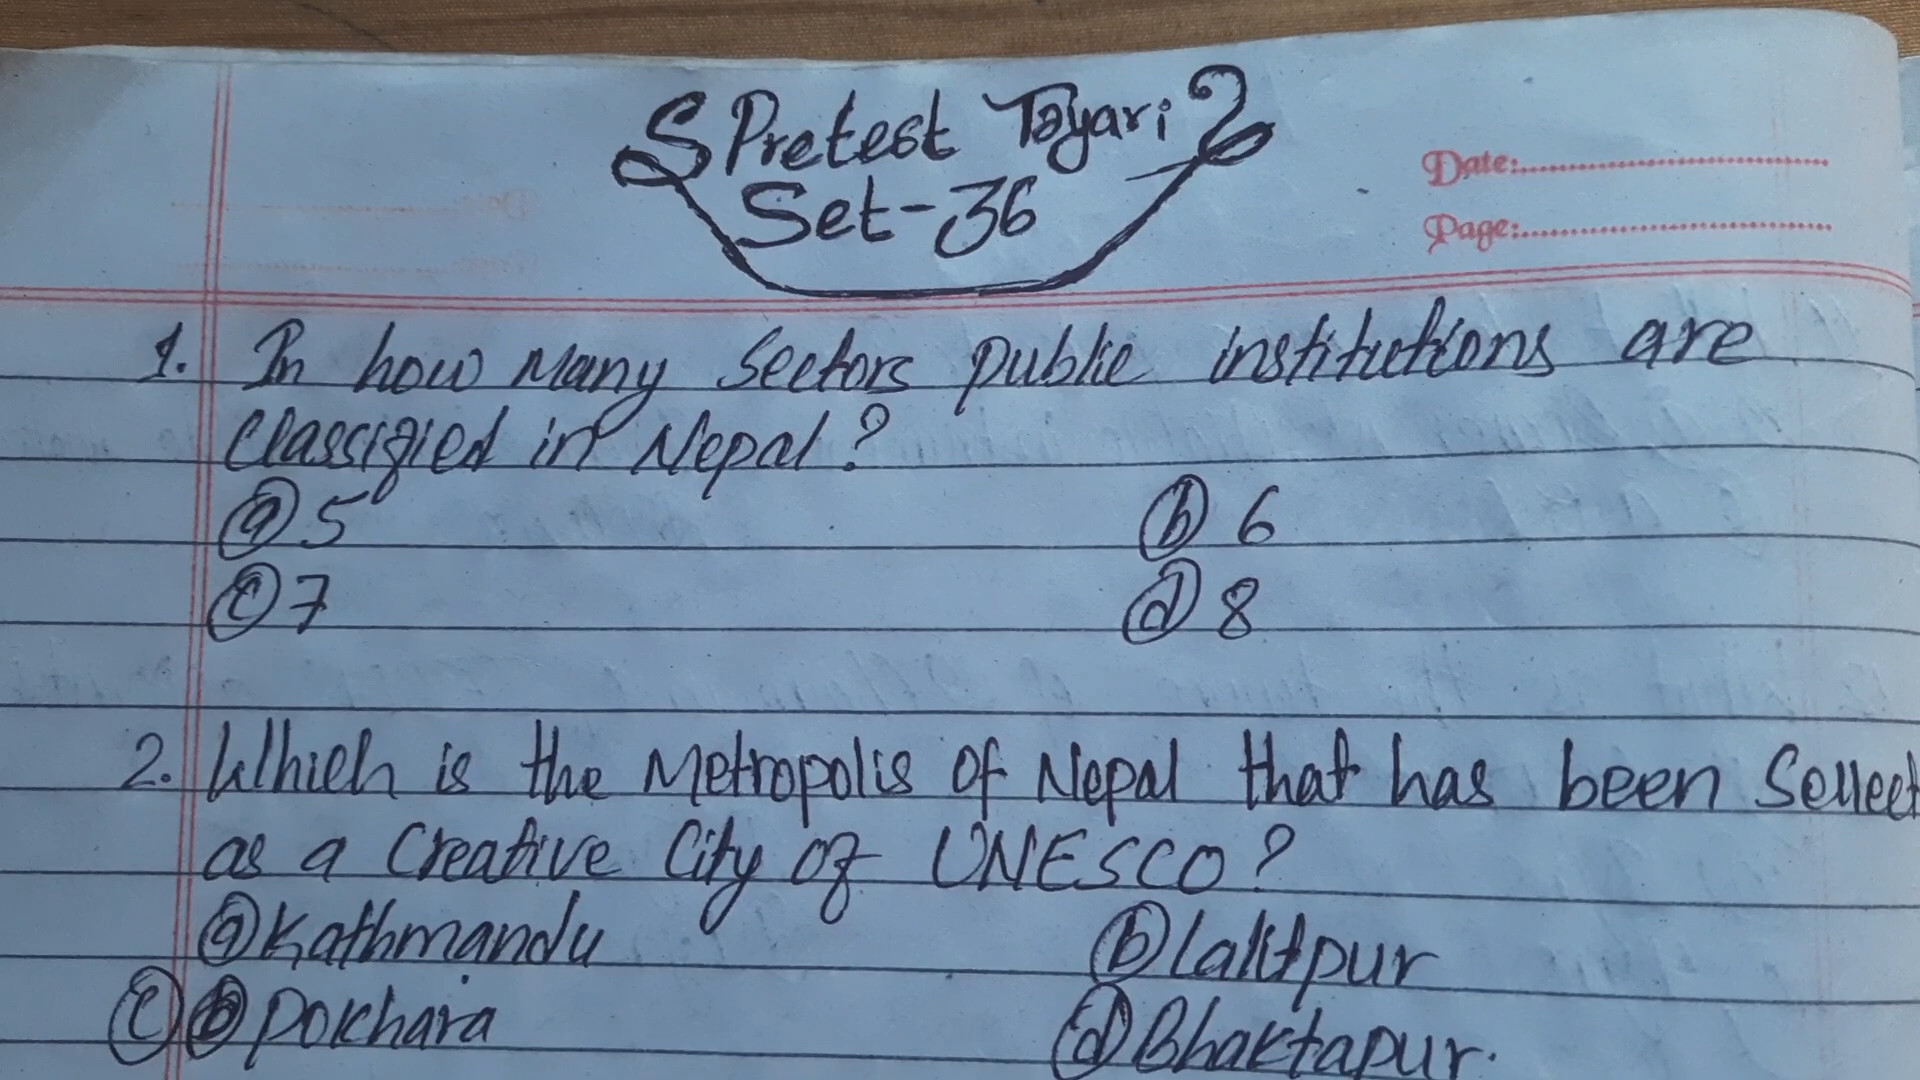 Pretest Tayari
Set-36
Date:
Page:
1. In how Many Sectors public institutions are
classified in Nepal?
(a) 5 (b) 6
(c) 7 (d) 8
2. Which is the Metropolis of Nepal that has been Sellect
as a Creative City of UNESCO?
(a) Kathmandu (b) Lalitpur
(c) Pokhara (d) Bhaktapur.